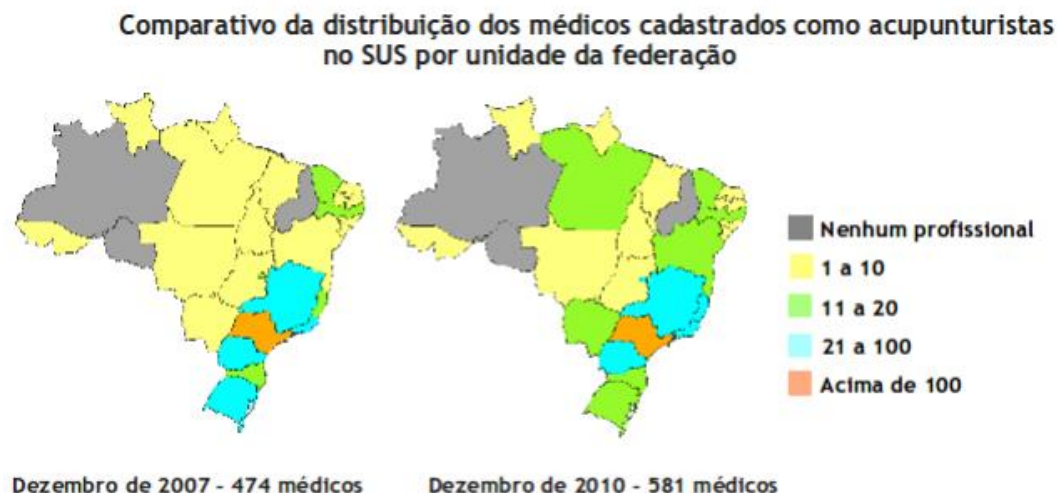 Comparativo da distribuição dos médicos cadastrados como acupunturistas
no SUS por unidade da federação
Nenhum profissional
1 a 10
11 a 20
21 a 100
Acima de 100
Dezembro de 2007 - 474 médicos
Dezembro de 2010 - 581 médicos